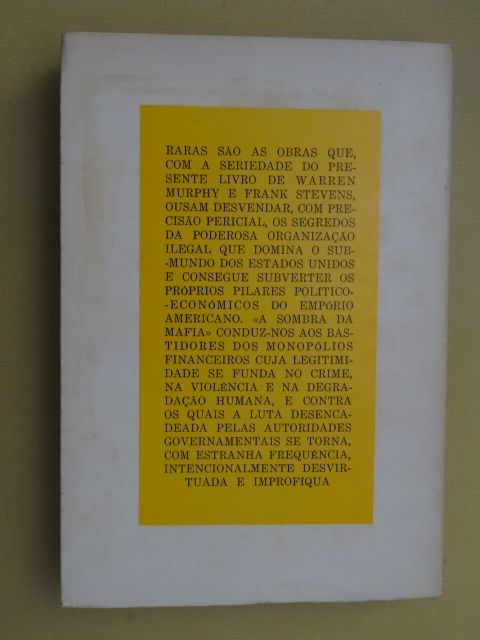 RARAS SÃO AS OBRAS QUE,
COM A SERIEDADE DO PRE-
SENTE LIVRO DE WARREN
MURPHY E FRANK STEVENS,
OUSAM DESVENDAR, COM PRE-
CISÃO PERICIAL, OS SEGREDOS
DA PODEROSA ORGANIZAÇÃO
ILEGAL QUE DOMINA O SUB-
-MUNDO DOS ESTADOS UNIDOS
E CONSEGUE SUBVERTER OS
PRÓPRIOS PILARES POLÍTICO-
-ECONÓMICOS DO EMPÓRIO
AMERICANO. «A SOMBRA DA
MAFIA» CONDUZ-NOS AOS BAS-
TIDORES DOS MONOPÓLIOS
FINANCEIROS CUJA LEGITIMI-
DADE SE FUNDA NO CRIME,
NA VIOLÊNCIA E NA DEGRA-
DAÇÃO HUMANA, E CONTRA
OS QUAIS A LUTA DESENCA-
DEADA PELAS AUTORIDADES
GOVERNAMENTAIS SE TORNA,
COM ESTRANHA FREQUÊNCIA,
INTENCIONALMENTE DESVIR-
TUADA E IMPROFÍQUA